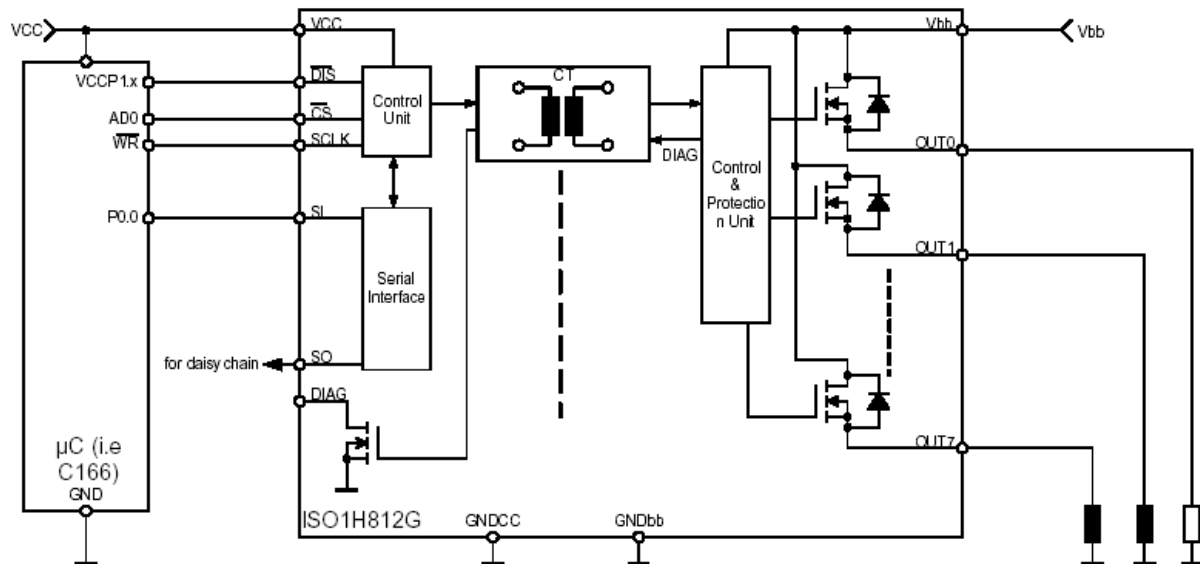 VCC
VCC
Vbb
Vbb
VCCP1.x
DIS
AD0
CS
WR
SCLK
P0.0
SI
Control
Unit
CT
DIAG
Control
&
Protectio
n Unit
OUT0
OUT1
Serial
Interface
for daisy chain
SO
DIAG
OUT7
µC (i.e
C166)
GND
ISO1H812G
GNDCC
GNDbb